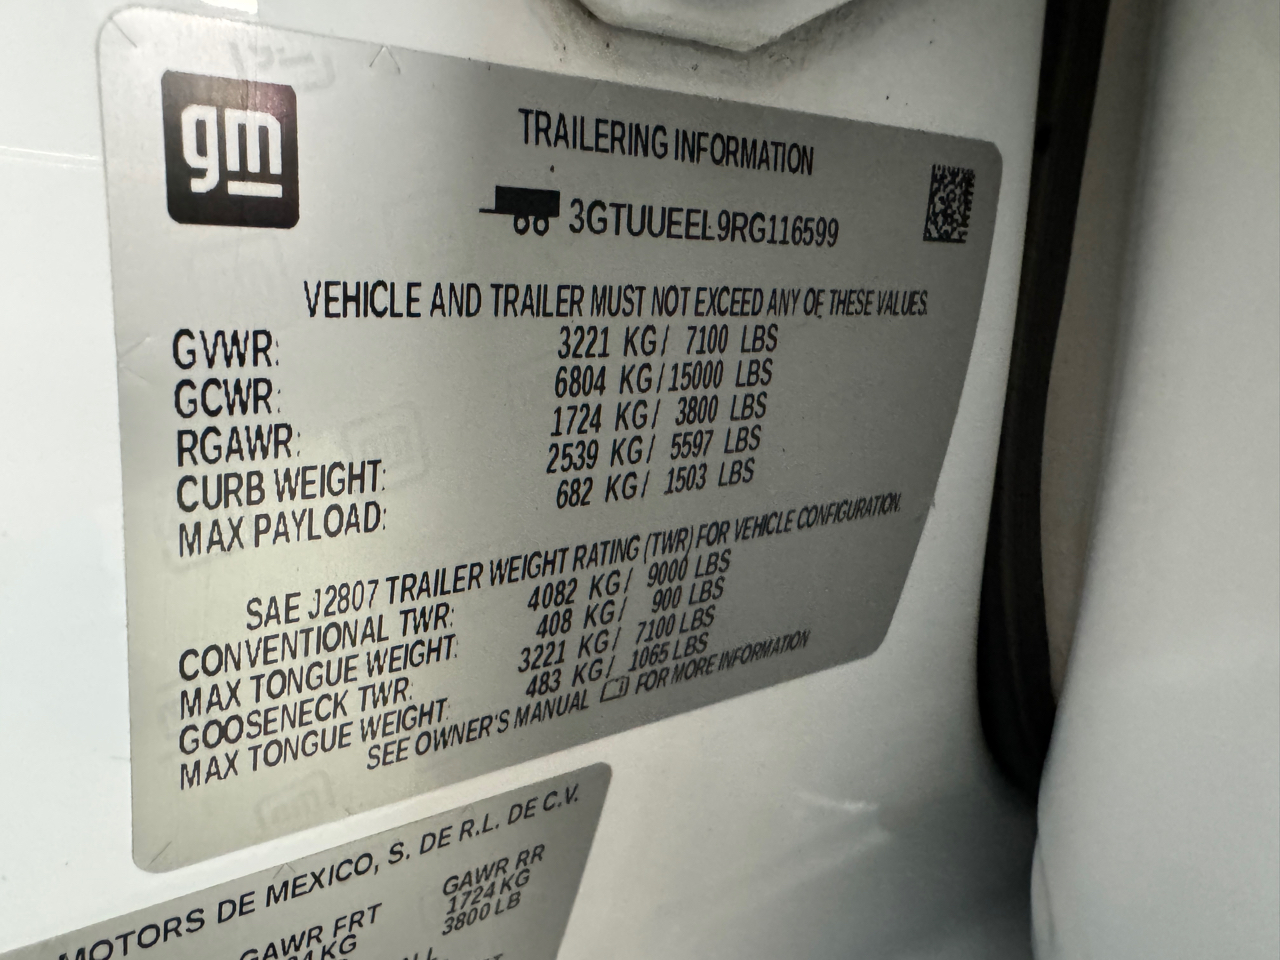 gm
TRAILERING INFORMATION
3GTUUEEL9RG116599
VEHICLE AND TRAILER MUST NOT EXCEED ANY OF THESE VALUES.
GVWR: 3221 KG/ 7100 LBS
GCWR: 6804 KG/15000 LBS
RGAWR: 1724 KG/ 3800 LBS
CURB WEIGHT: 2539 KG/ 5597 LBS
MAX PAYLOAD: 682 KG/ 1503 LBS
SAE J2807 TRAILER WEIGHT RATING (TWR) FOR VEHICLE CONFIGURATION.
CONVENTIONAL TWR: 4082 KG/ 9000 LBS
MAX TONGUE WEIGHT: 408 KG/ 900 LBS
GOOSENECK TWR: 3221 KG/ 7100 LBS
MAX TONGUE WEIGHT: 483 KG/ 1065 LBS
SEE OWNER'S MANUAL FOR MORE INFORMATION
MOTORS DE MEXICO, S. DE R.L. DE C.V.
GAWR FRT GAWR RR
KG 1724 KG
3800 LB